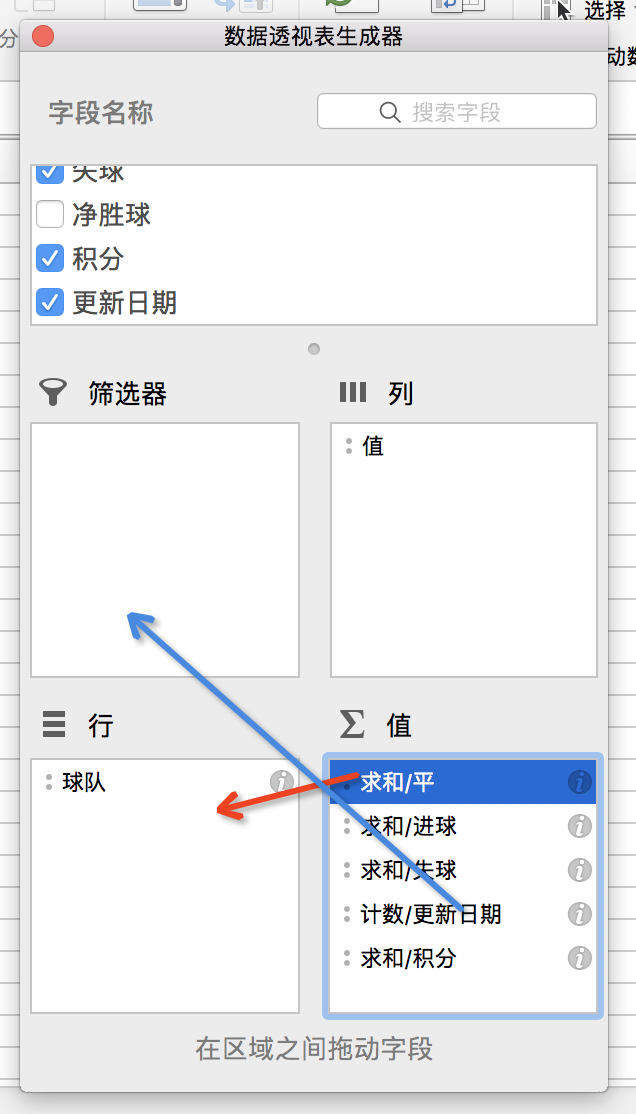 选择
分
动数
数据透视表生成器
字段名称
搜索字段
失球
净胜球
积分
更新日期
筛选器
列
值
行
值
球队
求和/平
求和/进球
求和/失球
计数/更新日期
求和/积分
在区域之间拖动字段